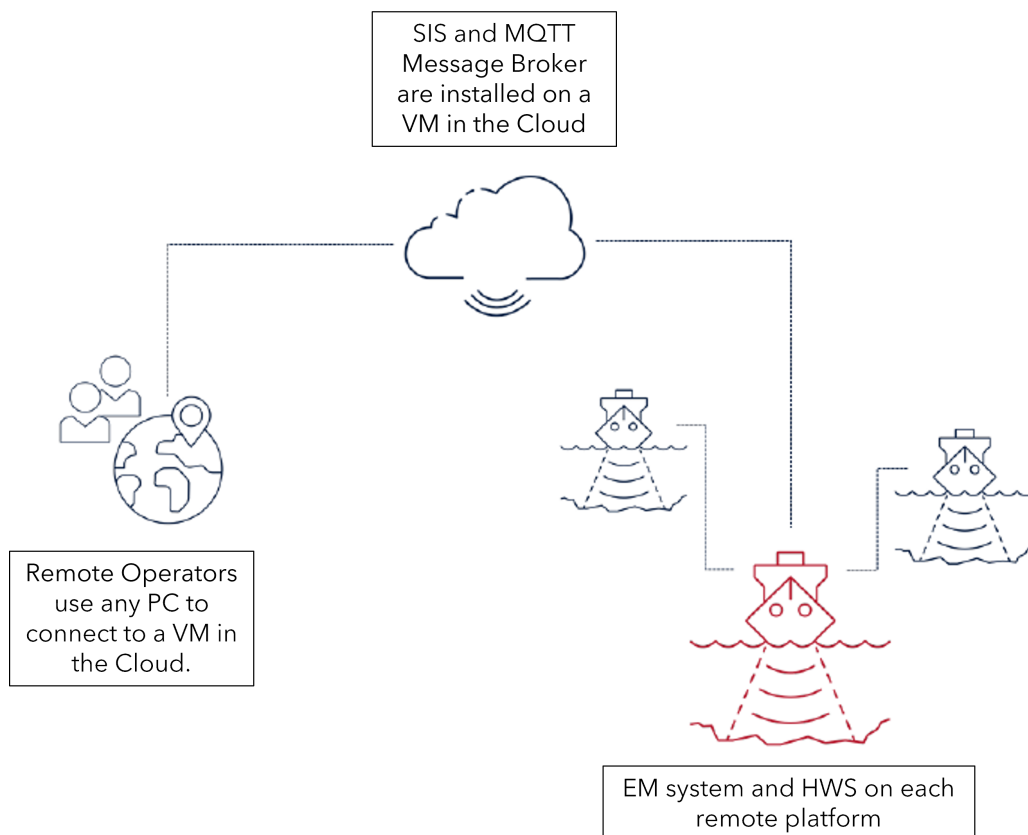 SIS and MQTT
Message Broker
are installed on a
VM in the Cloud
Remote Operators
use any PC to
connect to a VM in
the Cloud.
EM system and HWS on each
remote platform